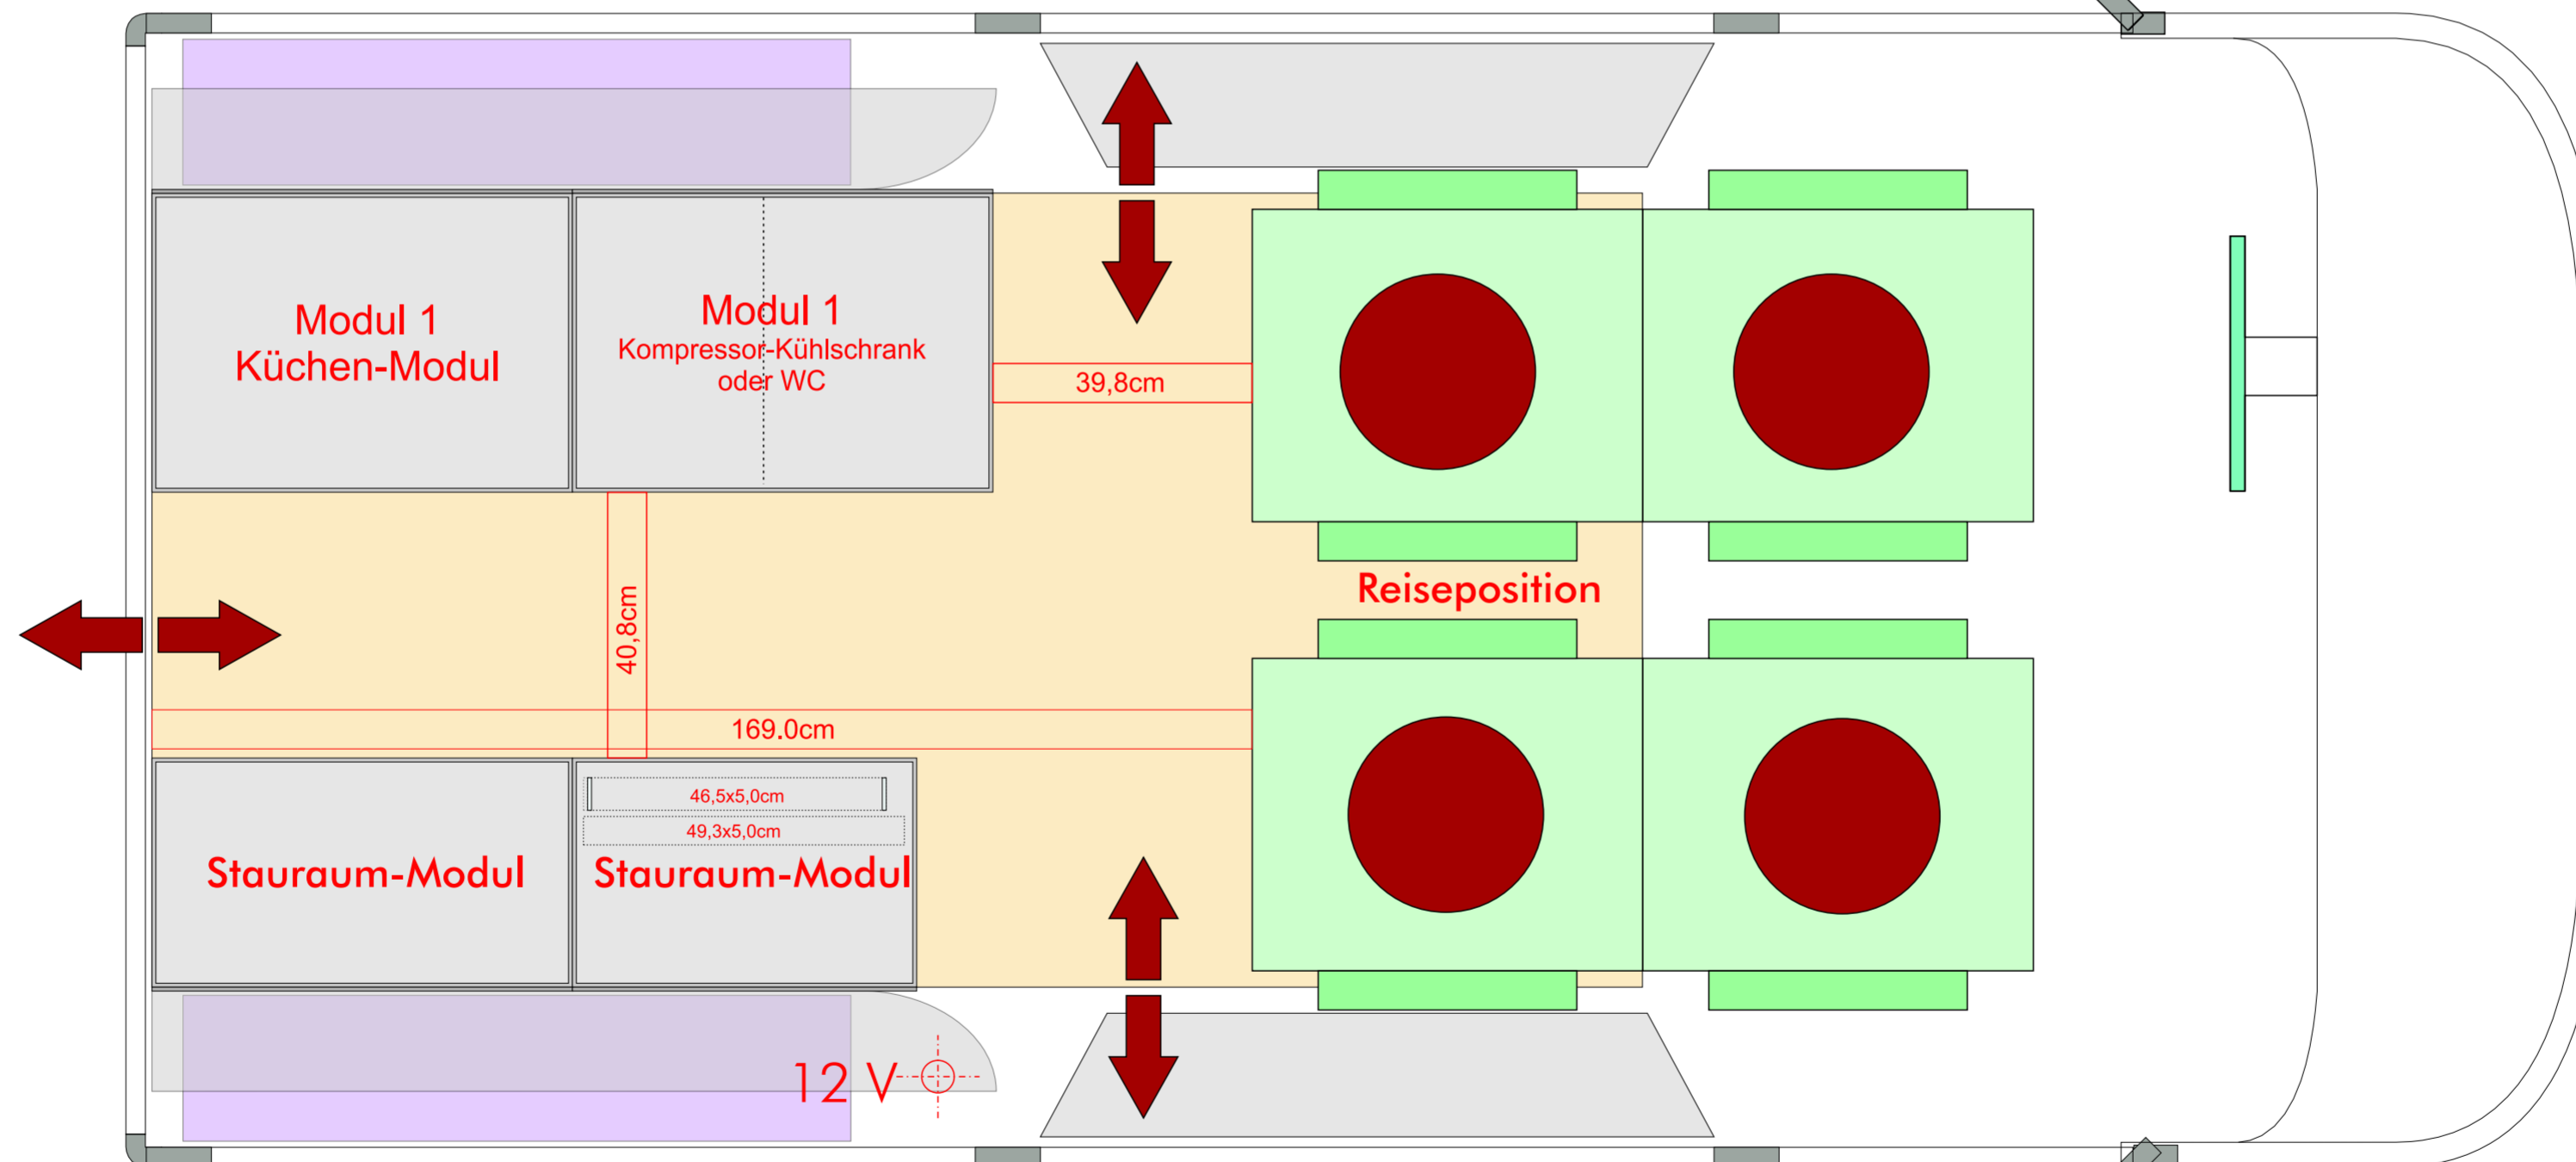 Modul 1
Küchen-Modul
Modul 1
Kompressor-Kühlschrank
oder WC
39,8cm
Reiseposition
40,8cm
169.0cm
46,5x5,0cm
49,3x5,0cm
Stauraum-Modul
Stauraum-Modul
12 V